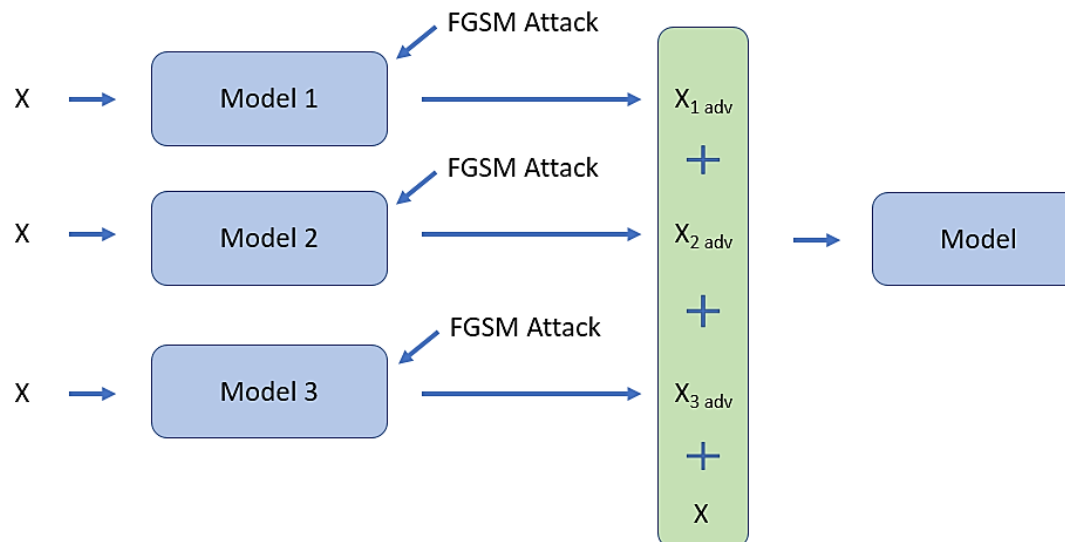 FGSM Attack
X
Model 1
X1 adv
+
FGSM Attack
X
Model 2
X2 adv
Model
+
FGSM Attack
X
Model 3
X3 adv
+
X